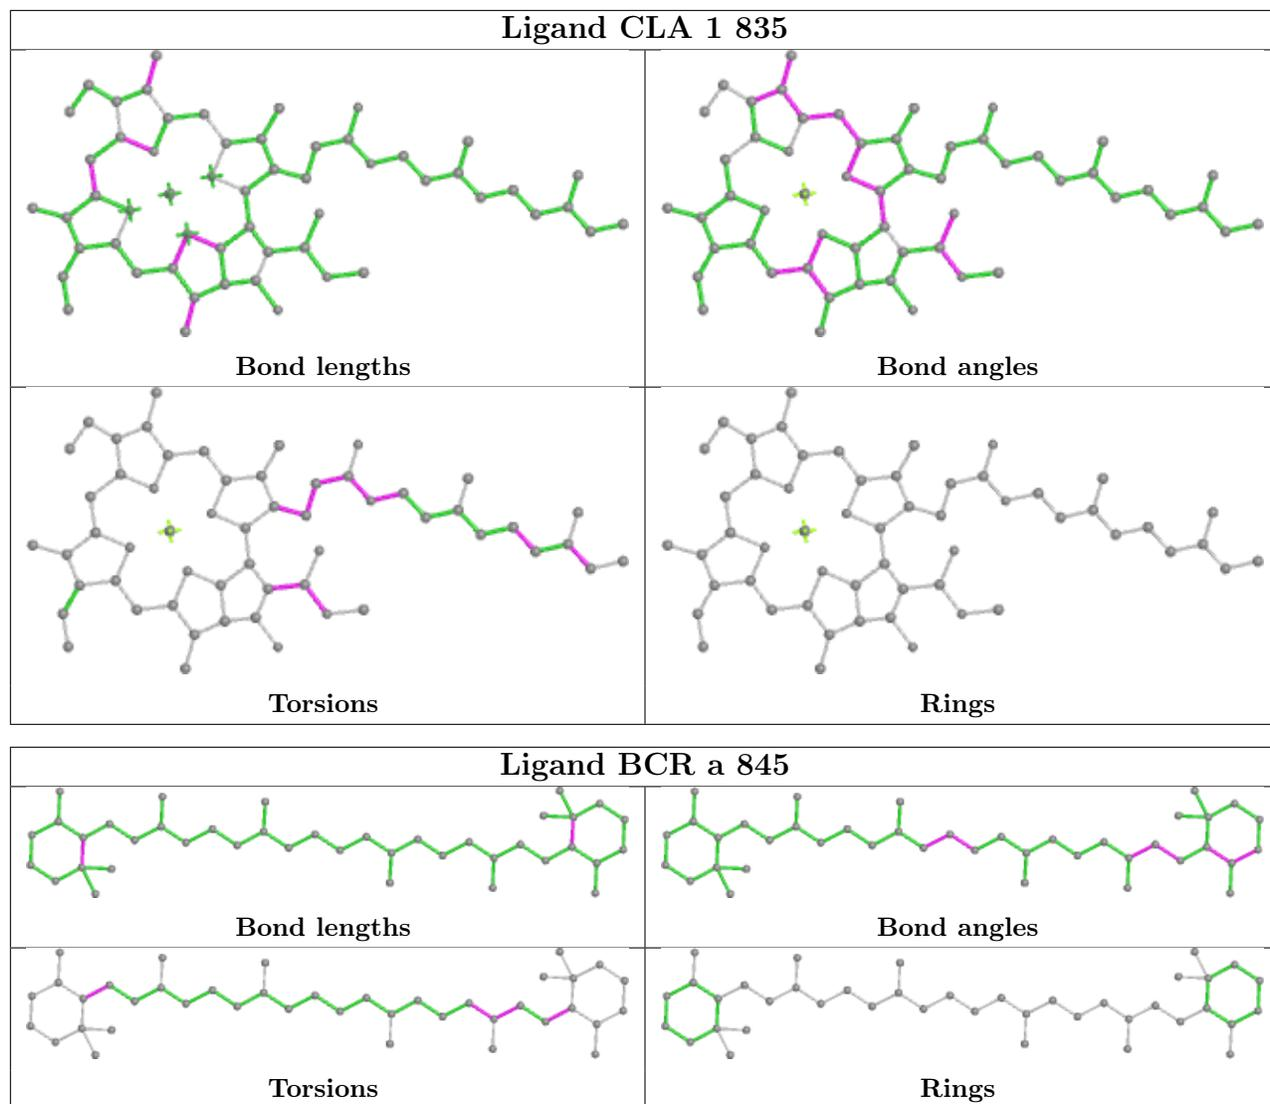 Ligand CLA 1 835
Bond lengths
Bond angles
Torsions
Rings
Ligand BCR a 845
Bond lengths
Bond angles
Torsions
Rings